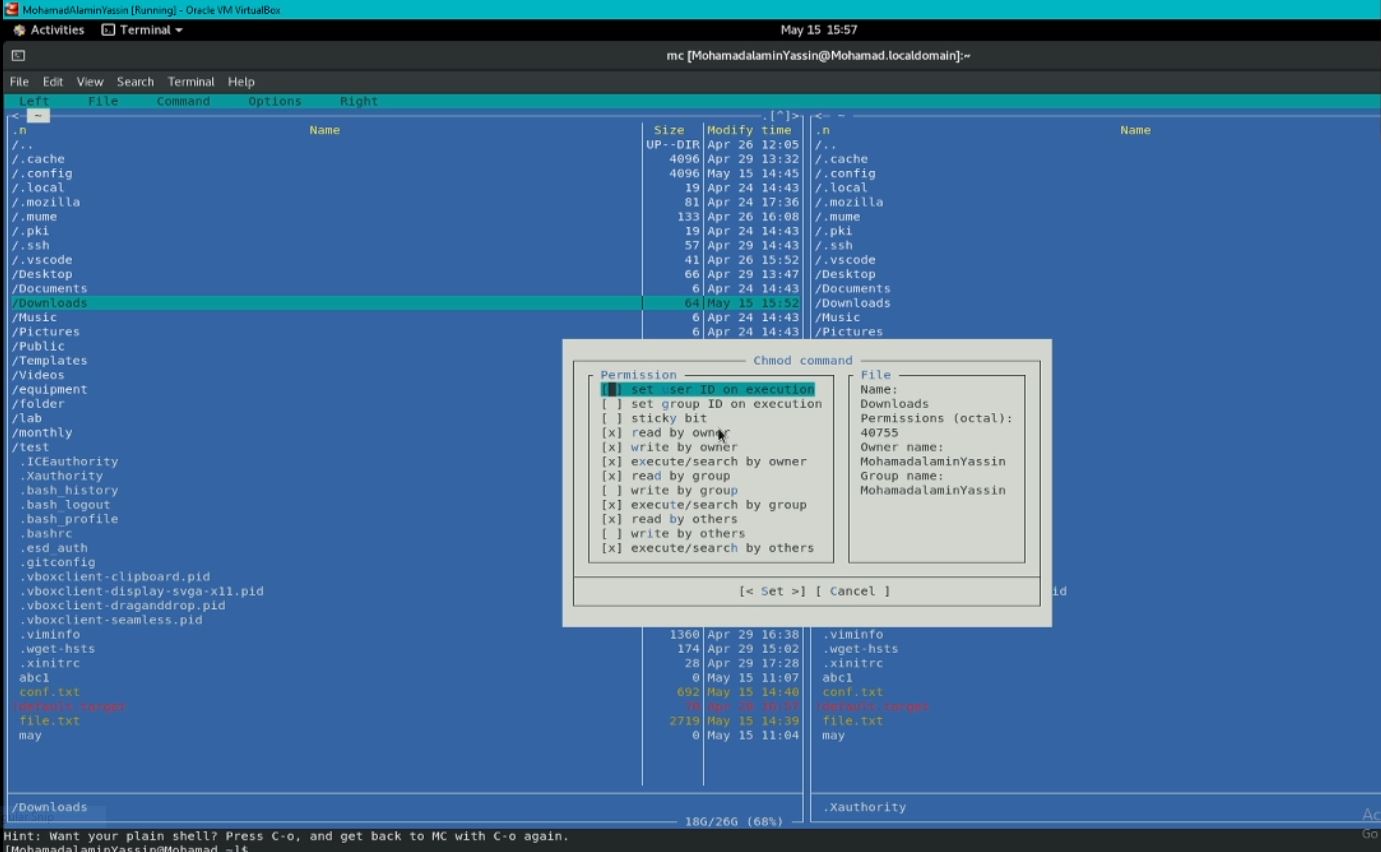 MohamadAlaminYassin [Running] - Oracle VM VirtualBox
Activities Terminal May 15 15:57
mc [MohamadalaminYassin@Mohamad.localdomain]:~
File Edit View Search Terminal Help
Left File Command Options Right
<─ ~ .[^]> <─ ~
.n Name Size Modify time .n Name
/.. UP--DIR Apr 26 12:05 /..
/.cache 4096 Apr 29 13:32 /.cache
/.config 4096 May 15 14:45 /.config
/.local 19 Apr 24 14:43 /.local
/.mozilla 81 Apr 24 17:36 /.mozilla
/.mume 133 Apr 26 16:08 /.mume
/.pki 19 Apr 24 14:43 /.pki
/.ssh 57 Apr 29 14:43 /.ssh
/.vscode 41 Apr 26 15:52 /.vscode
/Desktop 66 Apr 29 13:47 /Desktop
/Documents 6 Apr 24 14:43 /Documents
/Downloads 64 May 15 15:52 /Downloads
/Music 6 Apr 24 14:43 /Music
/Pictures 6 Apr 24 14:43 /Pictures
/Public
/Templates
/Videos
/equipment
/folder
/lab
/monthly
/test
.ICEauthority
.Xauthority
.bash_history
.bash_logout
.bash_profile
.bashrc
.esd_auth
.gitconfig
.vboxclient-clipboard.pid
.vboxclient-display-svga-x11.pid id
.vboxclient-draganddrop.pid
.vboxclient-seamless.pid
Chmod command
Permission
[ ] set user ID on execution
[ ] set group ID on execution
[ ] sticky bit
[x] read by owner
[x] write by owner
[x] execute/search by owner
[x] read by group
[ ] write by group
[x] execute/search by group
[x] read by others
[ ] write by others
[x] execute/search by others
File
Name:
Downloads
Permissions (octal):
40755
Owner name:
MohamadalaminYassin
Group name:
MohamadalaminYassin
[< Set >] [ Cancel ]
.viminfo 1360 Apr 29 16:38 .viminfo
.wget-hsts 174 Apr 29 15:02 .wget-hsts
.xinitrc 28 Apr 29 17:28 .xinitrc
abc1 0 May 15 11:07 abc1
conf.txt 692 May 15 14:40 conf.txt
!default.target !default.target
file.txt 2719 May 15 14:39 file.txt
may 0 May 15 11:04 may
/Downloads .Xauthority
18G/26G (68%)
Hint: Want your plain shell? Press C-o, and get back to MC with C-o again.
[MohamadalaminYassin@Mohamad ~]$
Ac
Go